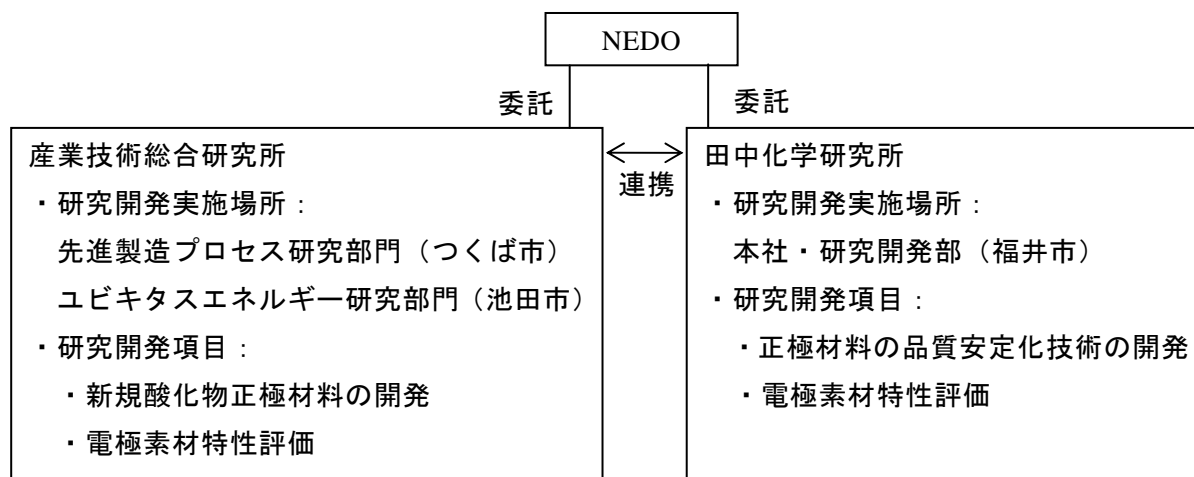 NEDO
委託
委託
産業技術総合研究所
・研究開発実施場所：
先進製造プロセス研究部門（つくば市）
ユビキタスエネルギー研究部門（池田市）
・研究開発項目：
・新規酸化物正極材料の開発
・電極素材特性評価
連携
田中化学研究所
・研究開発実施場所：
本社・研究開発部（福井市）
・研究開発項目：
・正極材料の品質安定化技術の開発
・電極素材特性評価